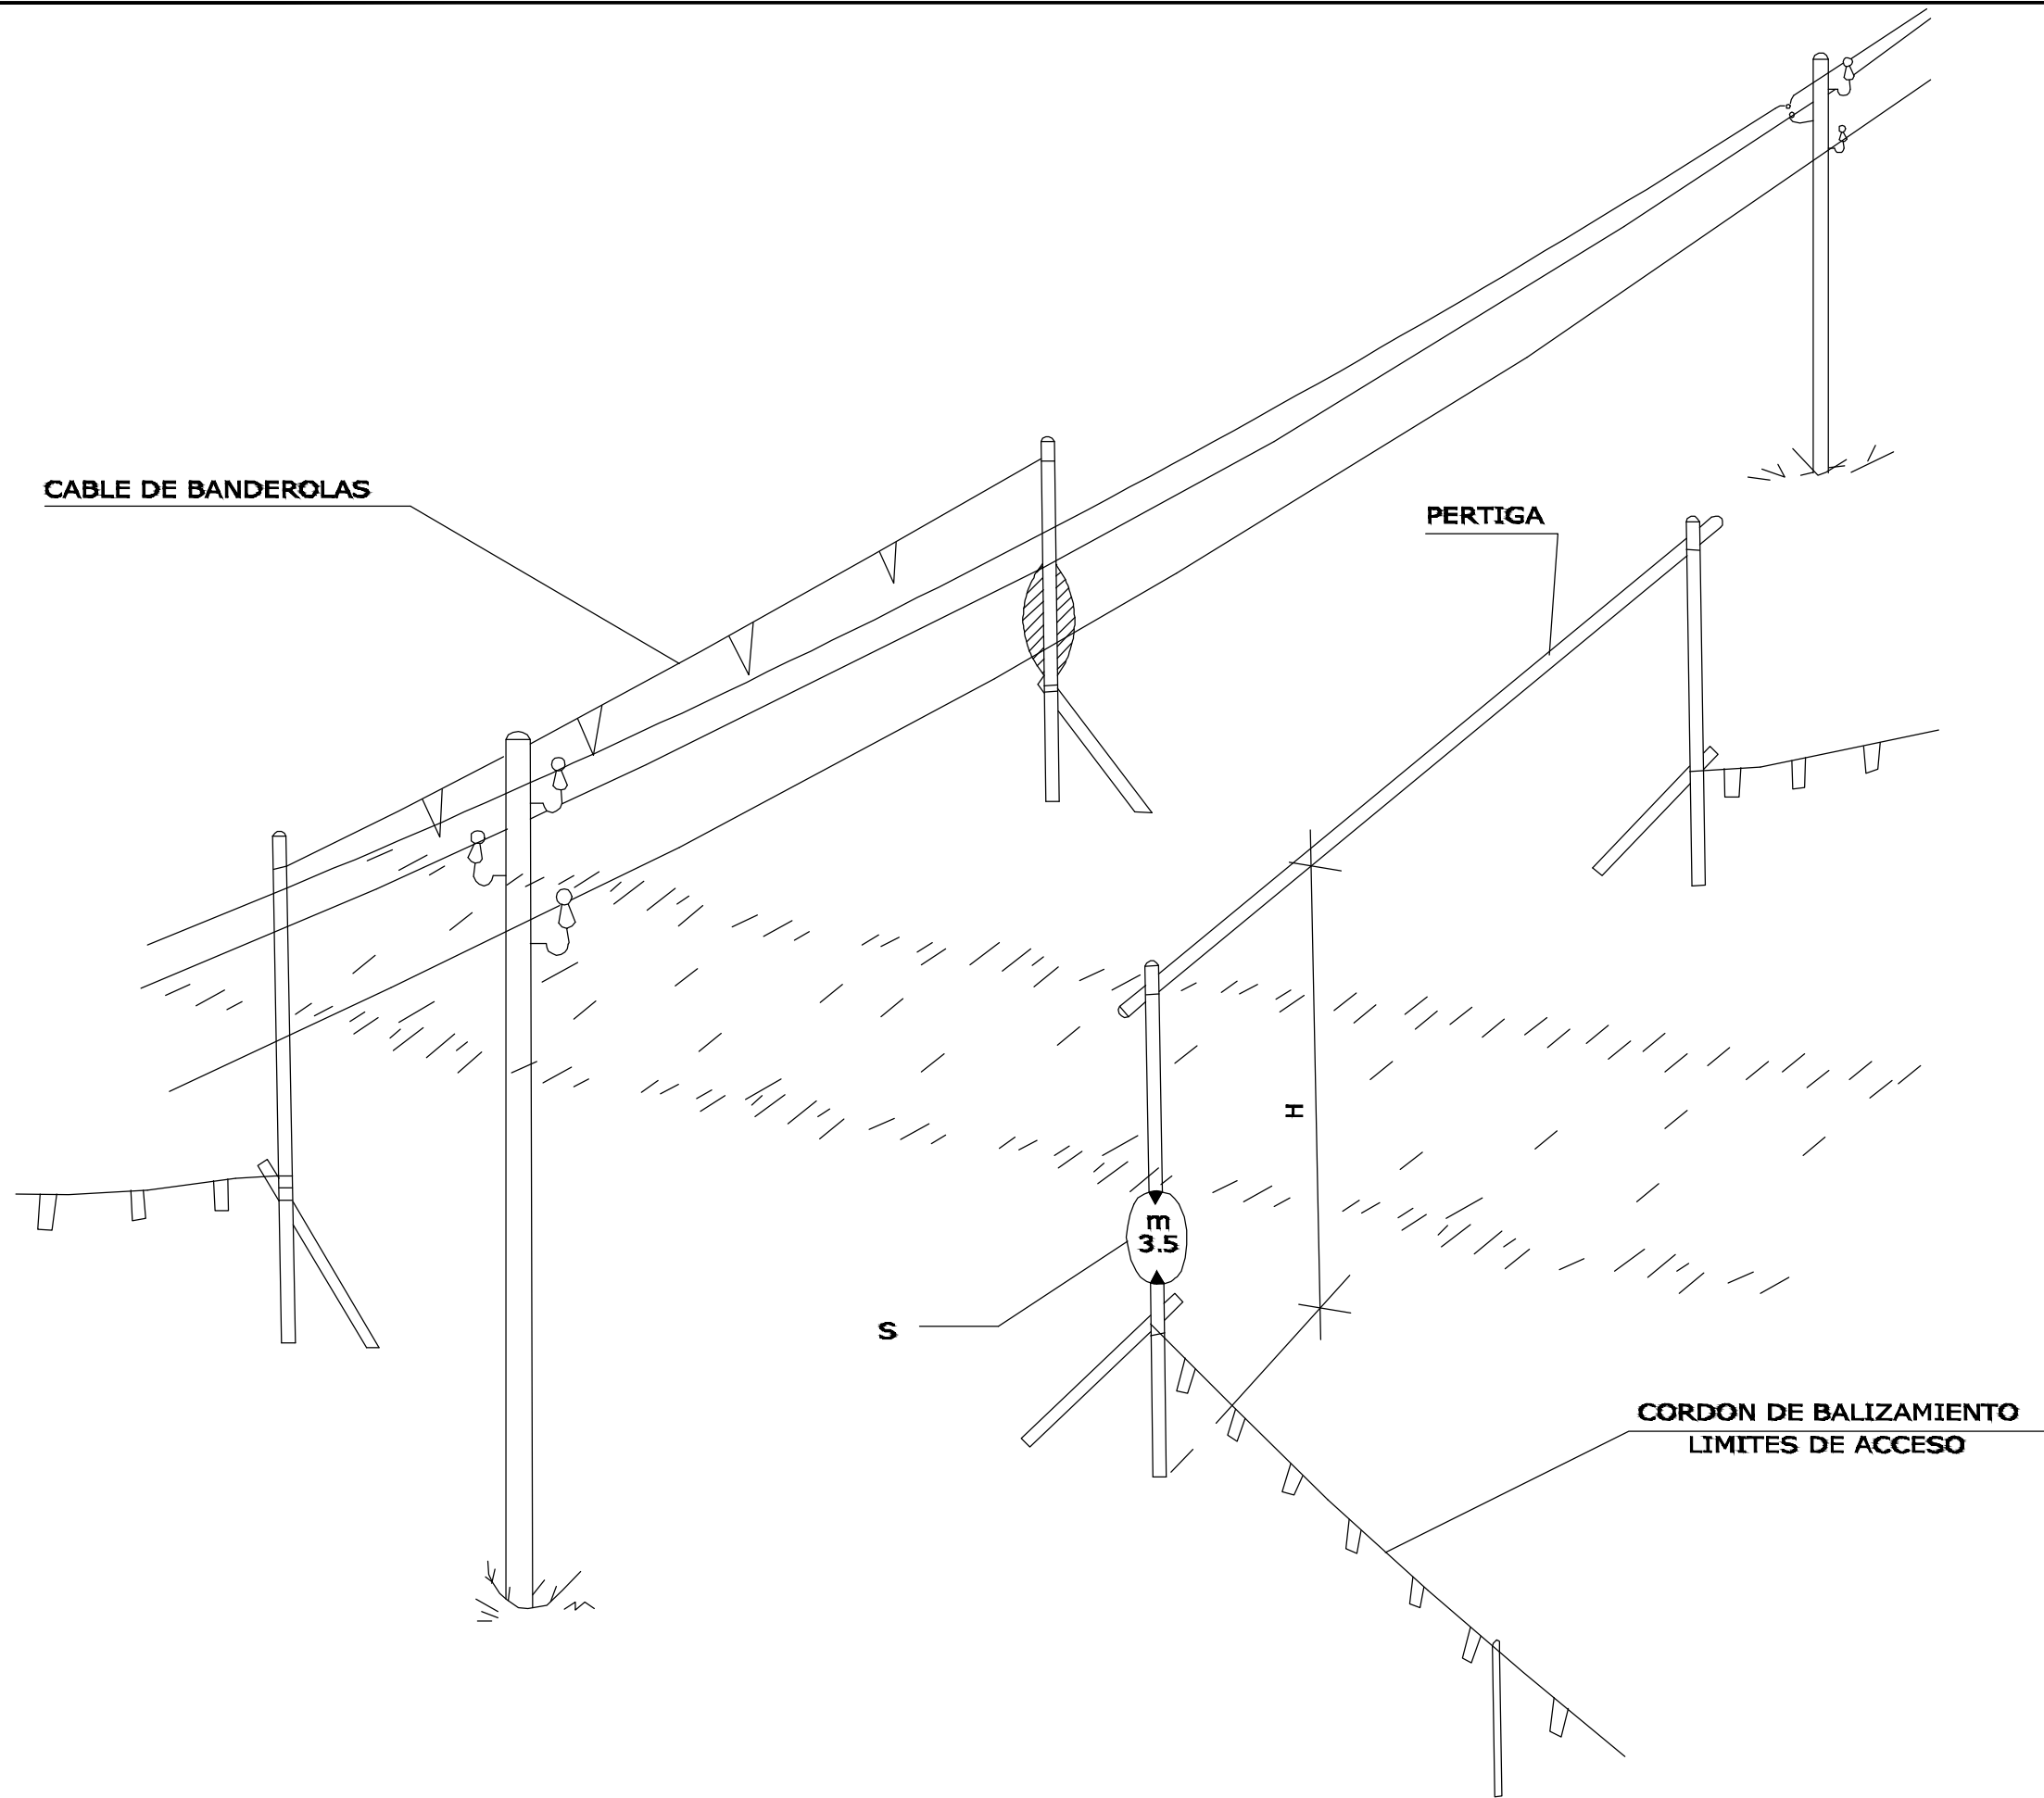 CABLE DE BANDEROLAS
PERTIGA
H
m
3.5
S
CORDON DE BALIZAMIENTO
LIMITES DE ACCESO